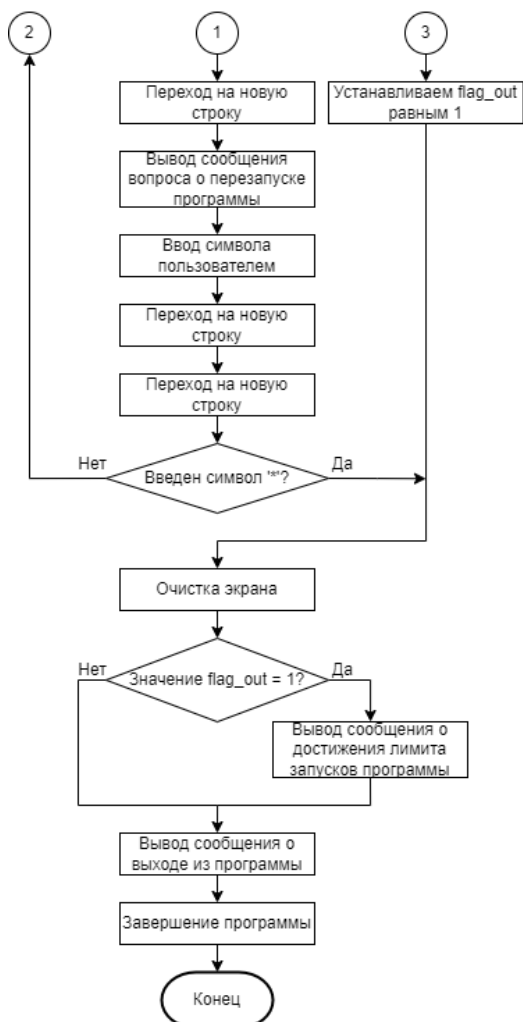 2
1
3
Переход на новую
строку
Устанавливаем flag_out
равным 1
Вывод сообщения
вопроса о перезапуске
программы
Ввод символа
пользователем
Переход на новую
строку
Переход на новую
строку
Нет
Введен символ '*'?
Да
Очистка экрана
Нет
Значение flag_out = 1?
Да
Вывод сообщения о
достижения лимита
запусков программы
Вывод сообщения о
выходе из программы
Завершение программы
Конец